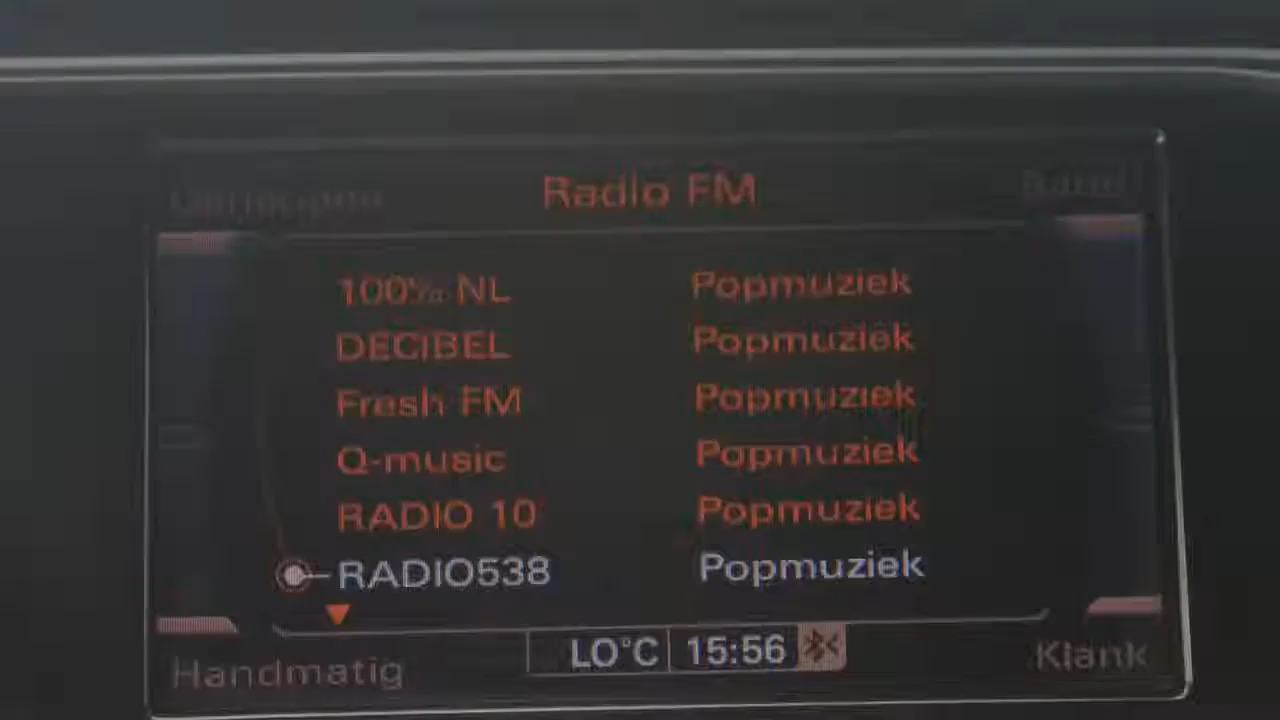 Radio FM
Band
100% NL Popmuziek
DECIBEL Popmuziek
Fresh FM Popmuziek
Q-music Popmuziek
RADIO 10 Popmuziek
RADIO538 Popmuziek
LO°C 15:56
Handmatig
Klank